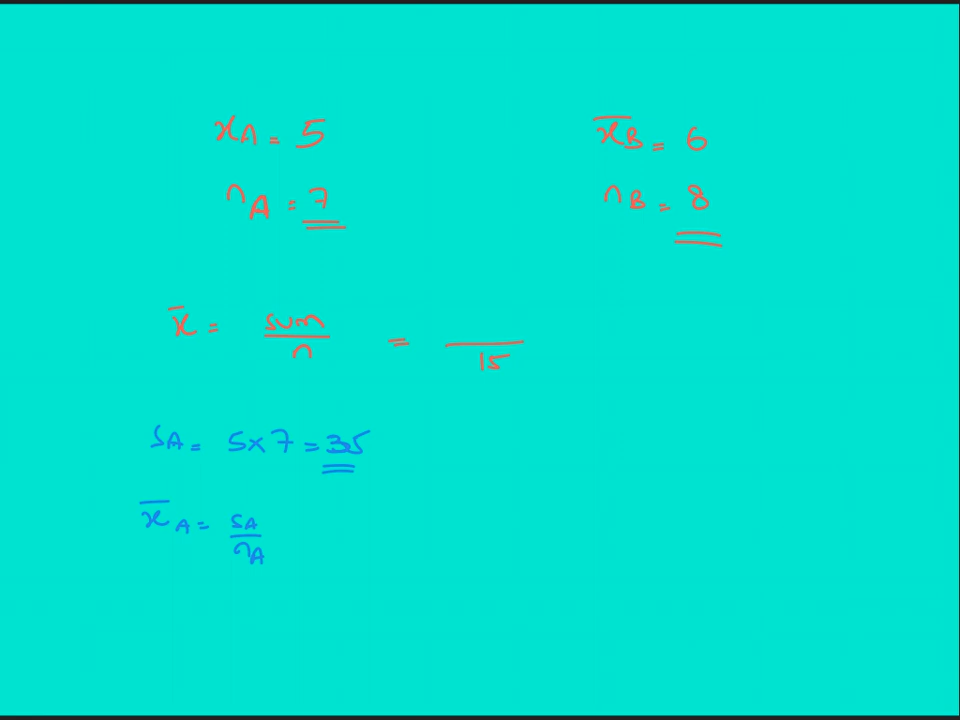 xA = 5
x̄B = 6
nA = 7
nB = 8
x̄ = sum/n = /15
SA = 5x7 = 35
x̄A = SA/nA